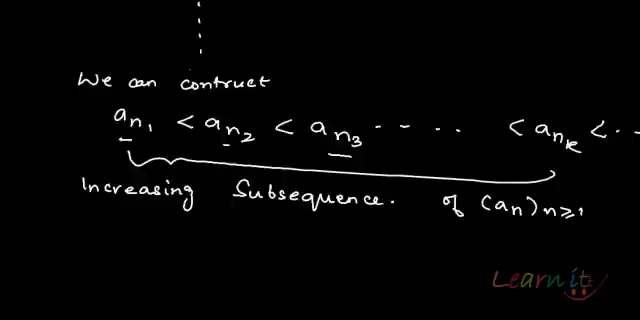 We can contruct
aₙ₁ < aₙ₂ < aₙ₃ ------ < aₙₖ < --
Increasing Subsequence. of (aₙ)ₙ≥₁
Learnit